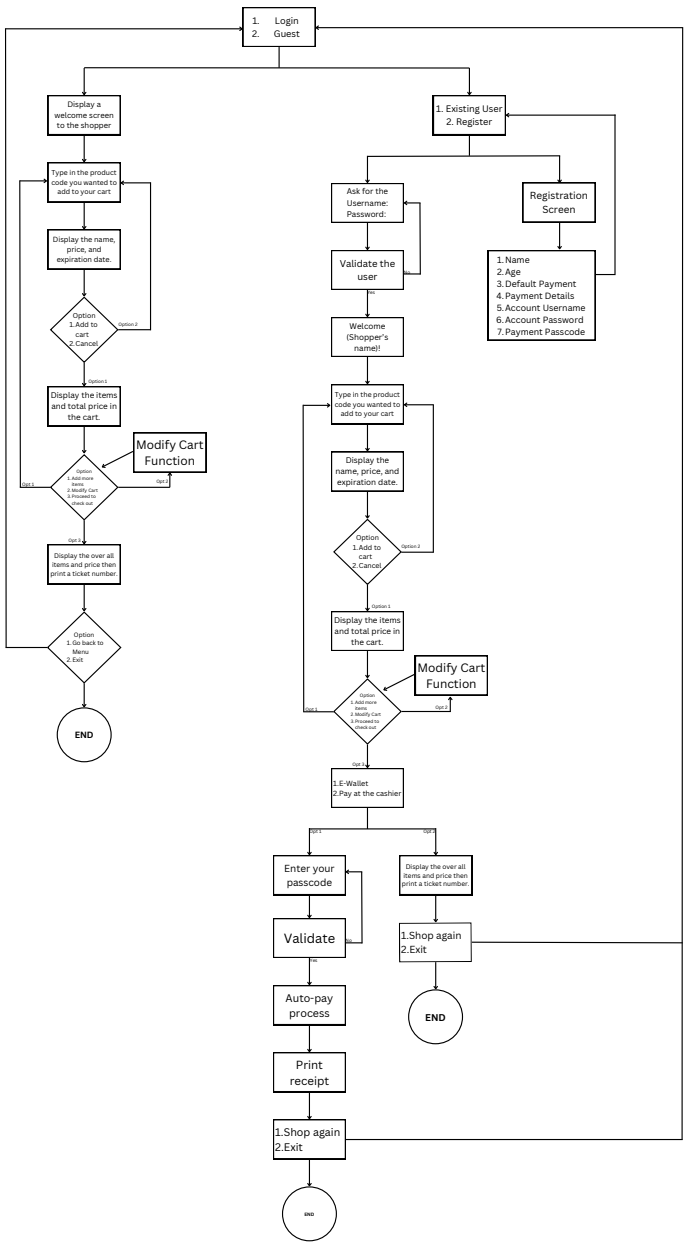 1. Login
2. Guest
Display a
welcome screen
to the shopper
1. Existing User
2. Register
Type in the product
code you wanted to
add to your cart
Display the name,
price, and
expiration date.
Option
1.Add to
cart
2.Cancel
Option 2
Option 1
Display the items
and total price in
the cart.
Modify Cart
Function
Option
1. Add more
items
2. Modify Cart
3. Proceed to
check out
Opt 1
Opt 2
Opt 3
Display the over all
items and price then
print a ticket number.
Option
1. Go back to
Menu
2.Exit
END
Ask for the
Username:
Password:
Validate the
user
No
Yes
Welcome
(Shopper's
name)!
Registration
Screen
1. Name
2. Age
3. Default Payment
4. Payment Details
5. Account Username
6. Account Password
7. Payment Passcode
Type in the product
code you wanted to
add to your cart
Display the
name, price, and
expiration date.
Option
1.Add to
cart
2.Cancel
Option 2
Option 1
Display the items
and total price in
the cart.
Modify Cart
Function
Option
1. Add more
items
2. Modify Cart
3. Proceed to
check out
Opt 1
Opt 2
Opt 3
1.E-Wallet
2.Pay at the cashier
Opt 1
Opt 2
Enter your
passcode
Validate
No
Yes
Auto-pay
process
Print
receipt
1.Shop again
2.Exit
END
Display the over all
items and price then
print a ticket number.
1.Shop again
2.Exit
END